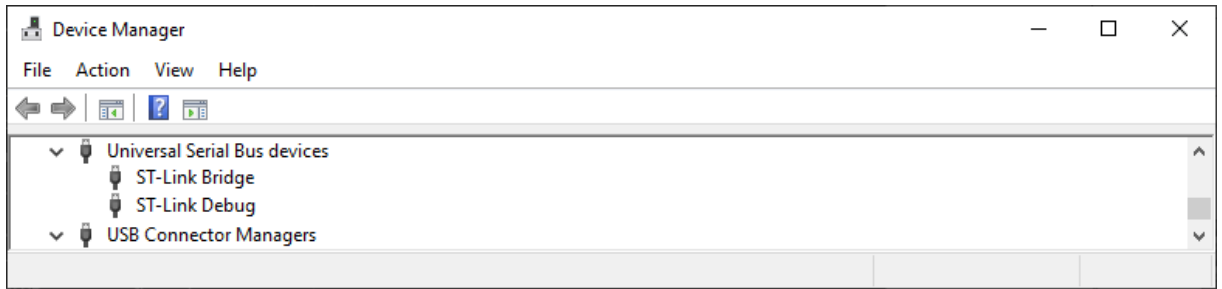 Device Manager
File Action View Help
Universal Serial Bus devices
ST-Link Bridge
ST-Link Debug
USB Connector Managers